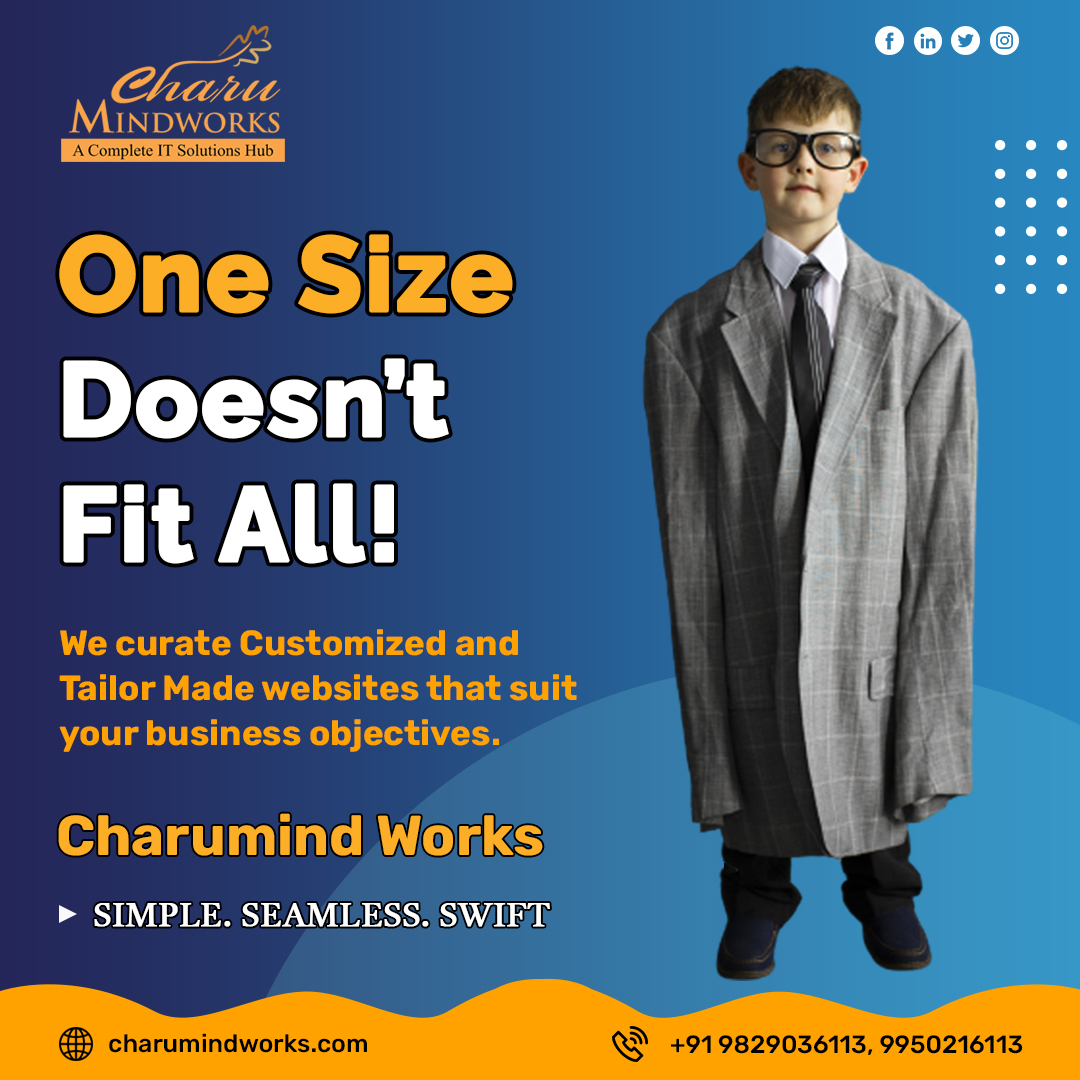 Charu
MINDWORKS
A Complete IT Solutions Hub
One Size
Doesn't
Fit All!
We curate Customized and
Tailor Made websites that suit
your business objectives.
Charumind Works
SIMPLE. SEAMLESS. SWIFT
charumindworks.com
+91 9829036113, 9950216113